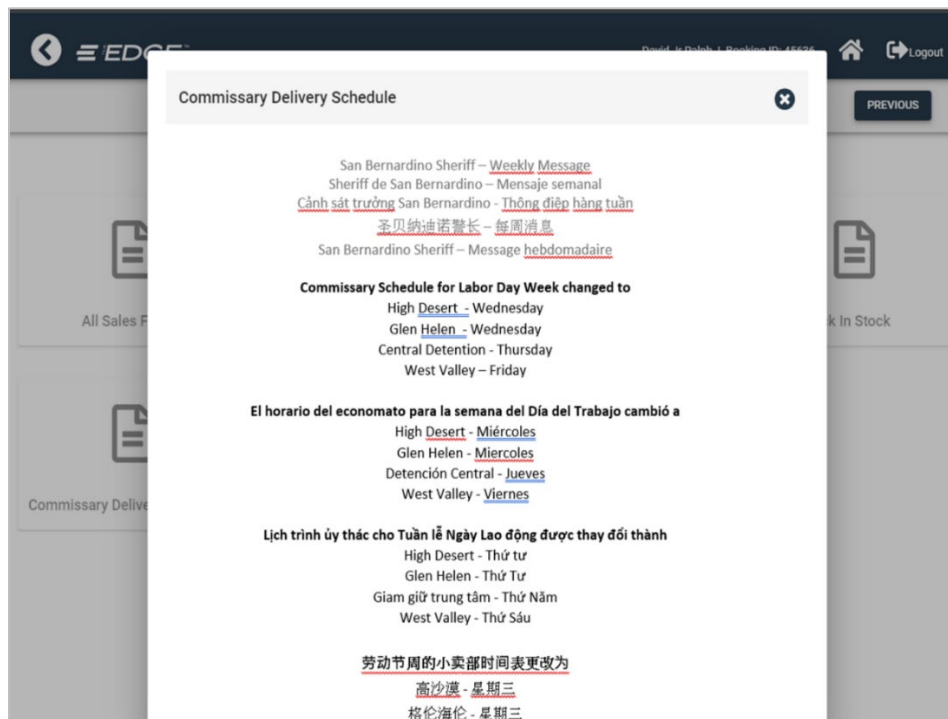 EDGE
David, Jr Ralph | Booking ID: 45636
Logout
Commissary Delivery Schedule
PREVIOUS
San Bernardino Sheriff – Weekly Message
Sheriff de San Bernardino – Mensaje semanal
Cảnh sát trưởng San Bernardino - Thông điệp hàng tuần
圣贝纳迪诺警长 – 每周消息
San Bernardino Sheriff – Message hebdomadaire
Commissary Schedule for Labor Day Week changed to
High Desert - Wednesday
Glen Helen - Wednesday
Central Detention - Thursday
West Valley – Friday
El horario del economato para la semana del Día del Trabajo cambió a
High Desert - Miércoles
Glen Helen - Miercoles
Detención Central - Jueves
West Valley - Viernes
Lịch trình ủy thác cho Tuần lễ Ngày Lao động được thay đổi thành
High Desert - Thứ tư
Glen Helen - Thứ Tư
Giam giữ trung tâm - Thứ Năm
West Valley - Thứ Sáu
劳动节周的小卖部时间表更改为
高沙漠 - 星期三
格伦海伦 - 星期三
All Sales F
k In Stock
Commissary Delive